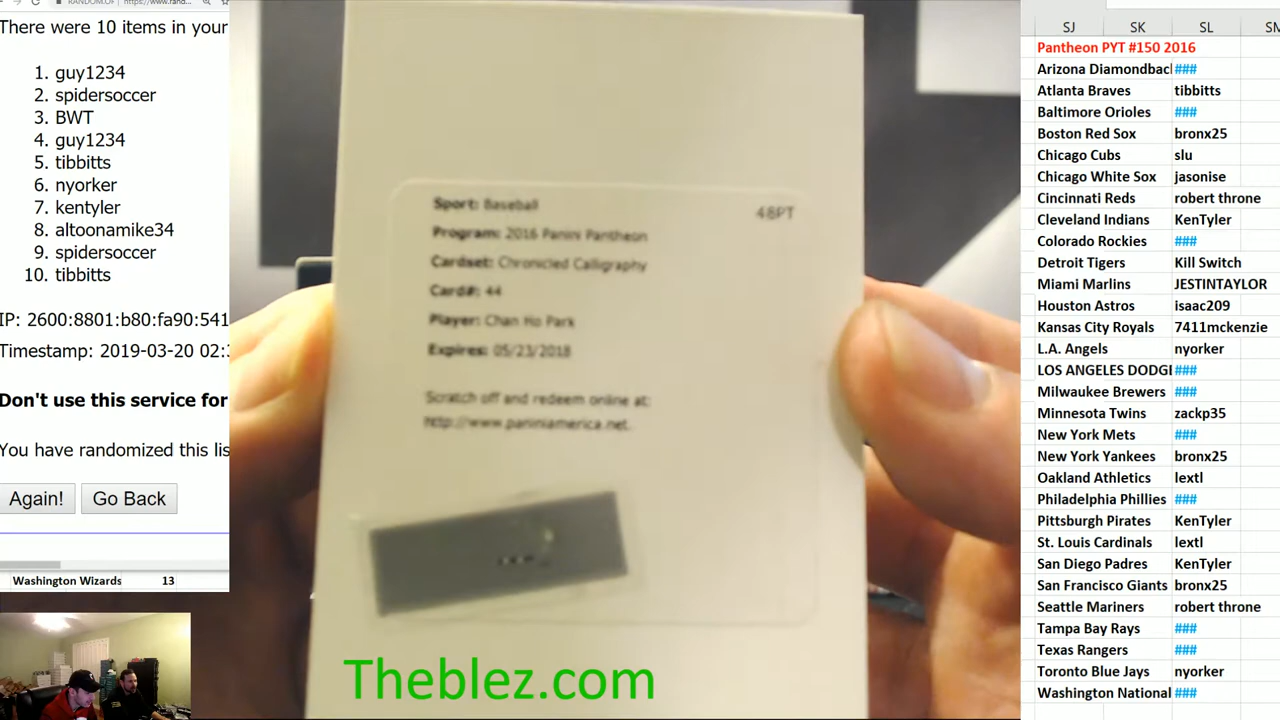 RANDOM.OF
https://www.rand
There were 10 items in your
1. guy1234
2. spidersoccer
3. BWT
4. guy1234
5. tibbitts
6. nyorker
7. kentyler
8. altoonamike34
9. spidersoccer
10. tibbitts
IP: 2600:8801:b80:fa90:541
Timestamp: 2019-03-20 02:
Don't use this service for
You have randomized this lis
Again! Go Back
Washington Wizards 13
Sport: Baseball
48PT
Program: 2016 Panini Pantheon
Cardset: Chronicled Calligraphy
Card#: 44
Player: Chan Ho Park
Expires: 05/23/2018
Scratch off and redeem online at:
http://www.paniniamerica.net.
Theblez.com
SJ SK SL SM
Pantheon PYT #150 2016
Arizona Diamondbac ###
Atlanta Braves tibbitts
Baltimore Orioles ###
Boston Red Sox bronx25
Chicago Cubs slu
Chicago White Sox jasonise
Cincinnati Reds robert throne
Cleveland Indians KenTyler
Colorado Rockies ###
Detroit Tigers Kill Switch
Miami Marlins JESTINTAYLOR
Houston Astros isaac209
Kansas City Royals 7411mckenzie
L.A. Angels nyorker
LOS ANGELES DODGE ###
Milwaukee Brewers ###
Minnesota Twins zackp35
New York Mets ###
New York Yankees bronx25
Oakland Athletics lextl
Philadelphia Phillies ###
Pittsburgh Pirates KenTyler
St. Louis Cardinals lextl
San Diego Padres KenTyler
San Francisco Giants bronx25
Seattle Mariners robert throne
Tampa Bay Rays ###
Texas Rangers ###
Toronto Blue Jays nyorker
Washington National ###